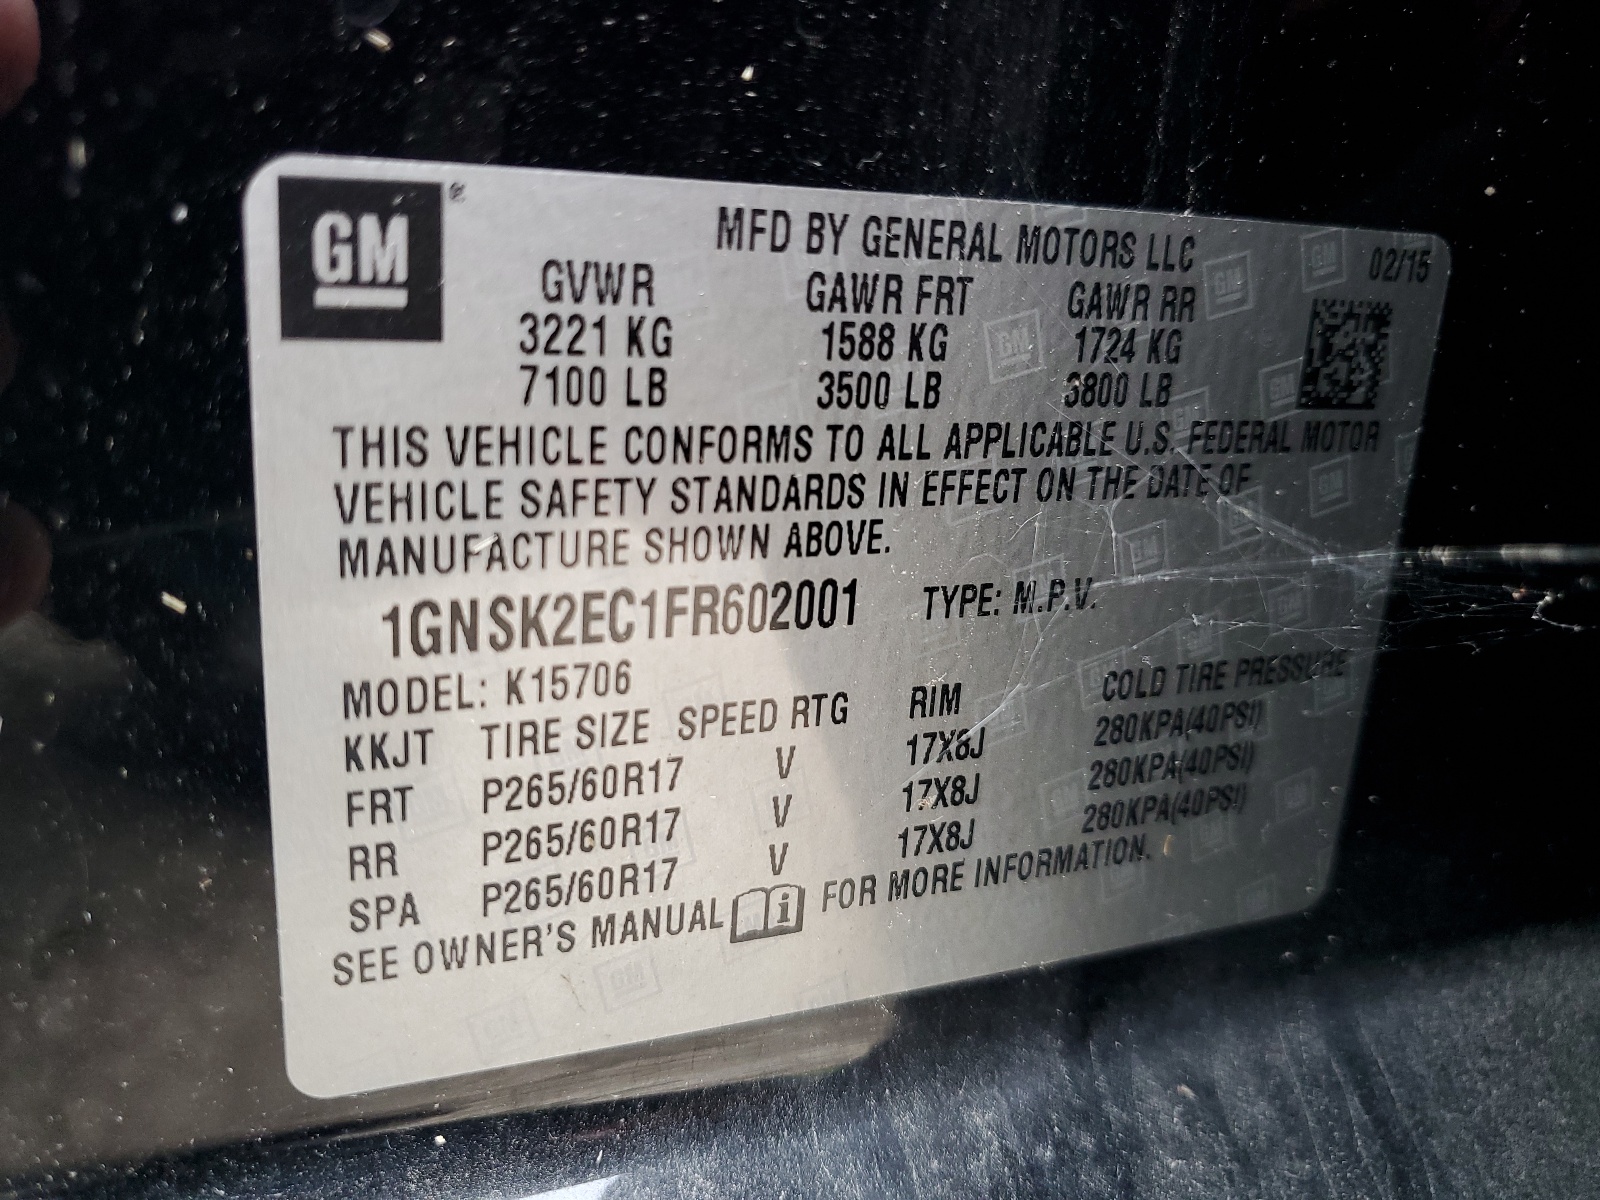 GM ®
MFD BY GENERAL MOTORS LLC 02/15
GVWR GAWR FRT GAWR RR
3221 KG 1588 KG 1724 KG
7100 LB 3500 LB 3800 LB
THIS VEHICLE CONFORMS TO ALL APPLICABLE U.S. FEDERAL MOTOR
VEHICLE SAFETY STANDARDS IN EFFECT ON THE DATE OF
MANUFACTURE SHOWN ABOVE.
1GNSK2EC1FR602001 TYPE: M.P.V.
MODEL: K15706
KKJT TIRE SIZE SPEED RTG RIM COLD TIRE PRESSURE
FRT P265/60R17 V 17X8J 280KPA(40PSI)
RR P265/60R17 V 17X8J 280KPA(40PSI)
SPA P265/60R17 V 17X8J 280KPA(40PSI)
SEE OWNER'S MANUAL i FOR MORE INFORMATION.